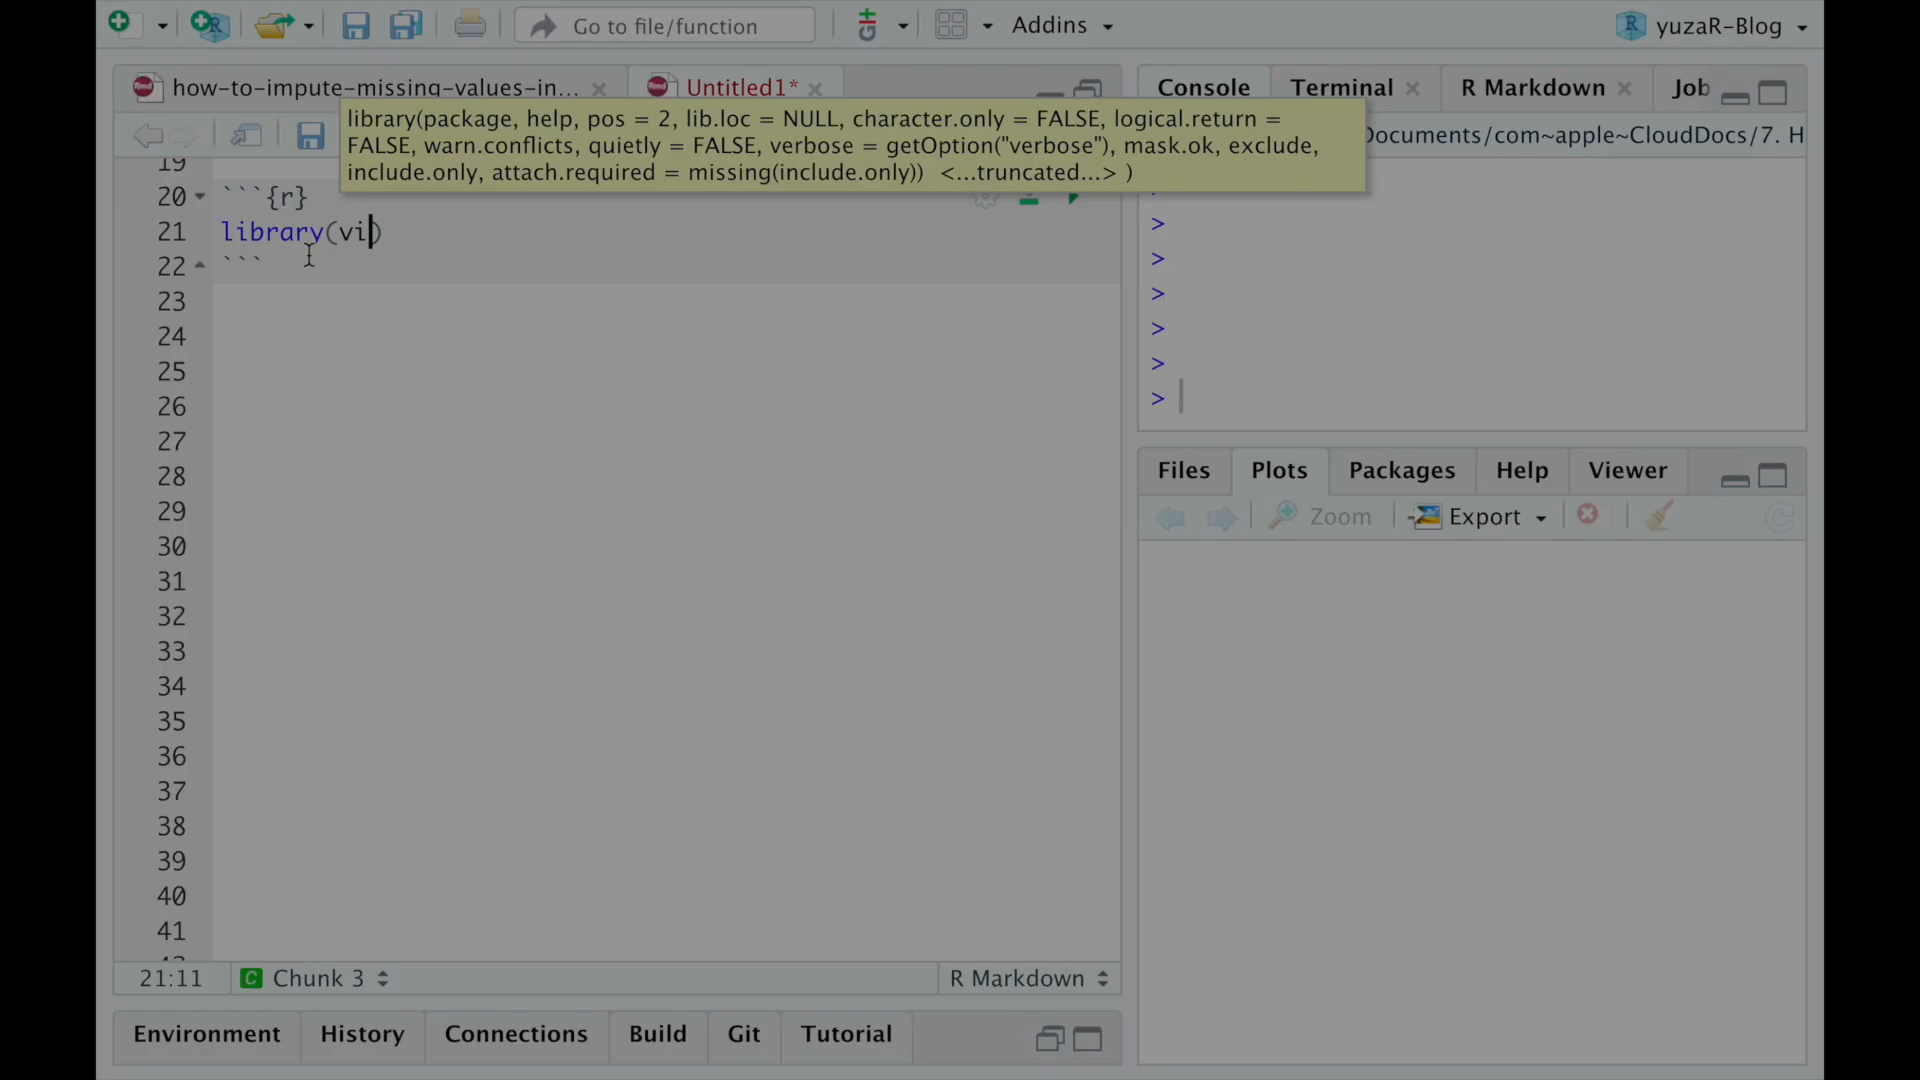 Go to file/function
Addins
yuzaR-Blog
how-to-impute-missing-values-in...
Untitled1*
Console
Terminal
R Markdown
Job
library(package, help, pos = 2, lib.loc = NULL, character.only = FALSE, logical.return =
FALSE, warn.conflicts, quietly = FALSE, verbose = getOption("verbose"), mask.ok, exclude,
include.only, attach.required = missing(include.only)) <...truncated...> )
Documents/com~apple~CloudDocs/7. H
19
20 ```{r}
21 library(vi)
22 ```
23
24
25
26
27
28
29
30
31
32
33
34
35
36
37
38
39
40
41
>
>
>
>
>
>
Files
Plots
Packages
Help
Viewer
Zoom
Export
21:11
C Chunk 3
R Markdown
Environment
History
Connections
Build
Git
Tutorial